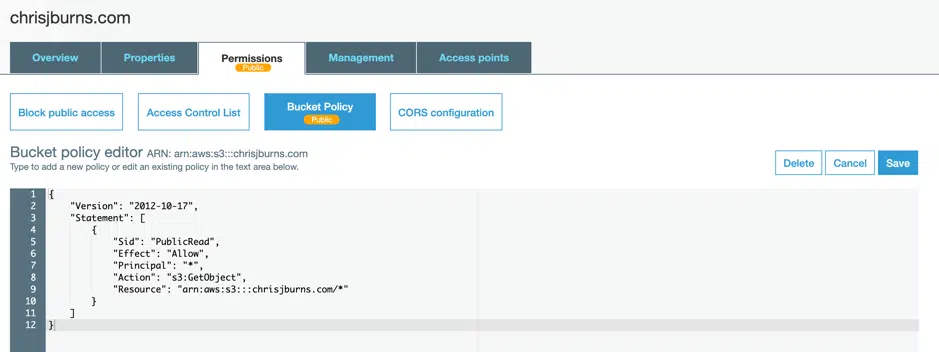 chrisjburns.com
Overview Properties Permissions Management Access points
Public
Block public access Access Control List Bucket Policy CORS configuration
Public
Bucket policy editor ARN: arn:aws:s3:::chrisjburns.com
Type to add a new policy or edit an existing policy in the text area below.
Delete Cancel Save
1 {
2 "Version": "2012-10-17",
3 "Statement": [
4 {
5 "Sid": "PublicRead",
6 "Effect": "Allow",
7 "Principal": "*",
8 "Action": "s3:GetObject",
9 "Resource": "arn:aws:s3:::chrisjburns.com/*"
10 }
11 ]
12 }